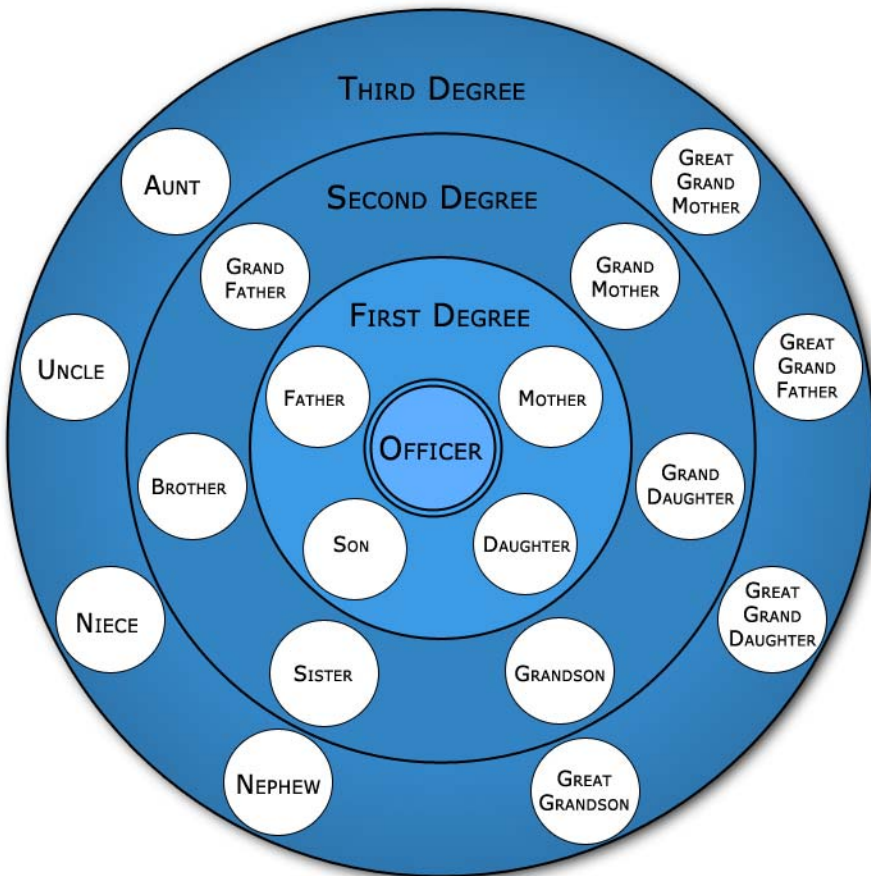 Third Degree
Aunt
Great
Grand
Mother
Second Degree
Grand
Father
Grand
Mother
First Degree
Uncle
Great
Grand
Father
Father
Mother
Officer
Brother
Grand
Daughter
Son
Daughter
Niece
Great
Grand
Daughter
Sister
Grandson
Nephew
Great
Grandson